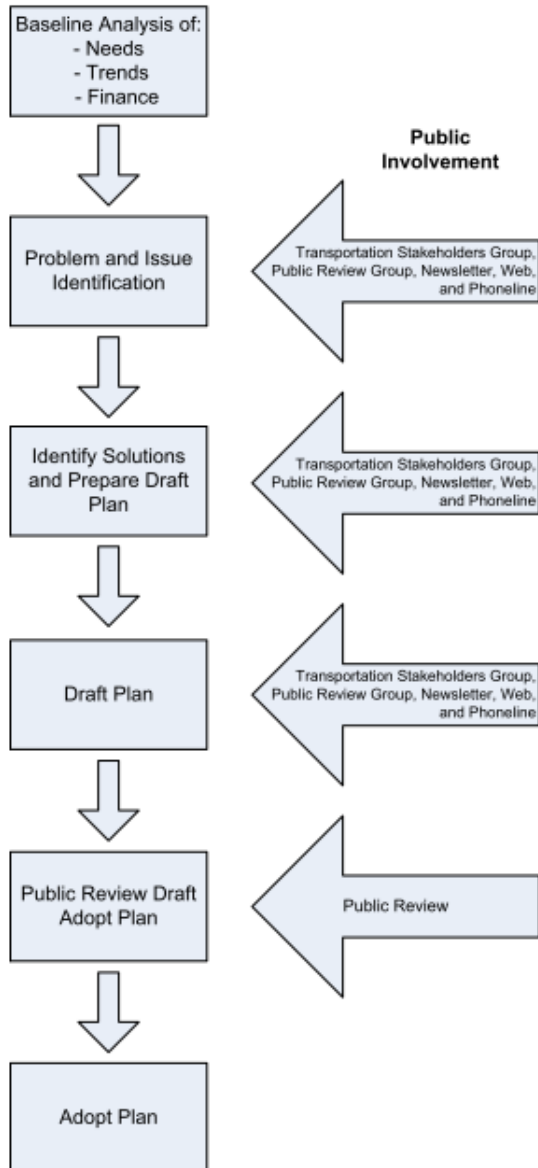 Baseline Analysis of:
- Needs
- Trends
- Finance
Public
Involvement
Problem and Issue
Identification
Transportation Stakeholders Group,
Public Review Group, Newsletter, Web,
and Phoneline
Identify Solutions
and Prepare Draft
Plan
Transportation Stakeholders Group,
Public Review Group, Newsletter, Web,
and Phoneline
Draft Plan
Transportation Stakeholders Group,
Public Review Group, Newsletter, Web,
and Phoneline
Public Review Draft
Adopt Plan
Public Review
Adopt Plan